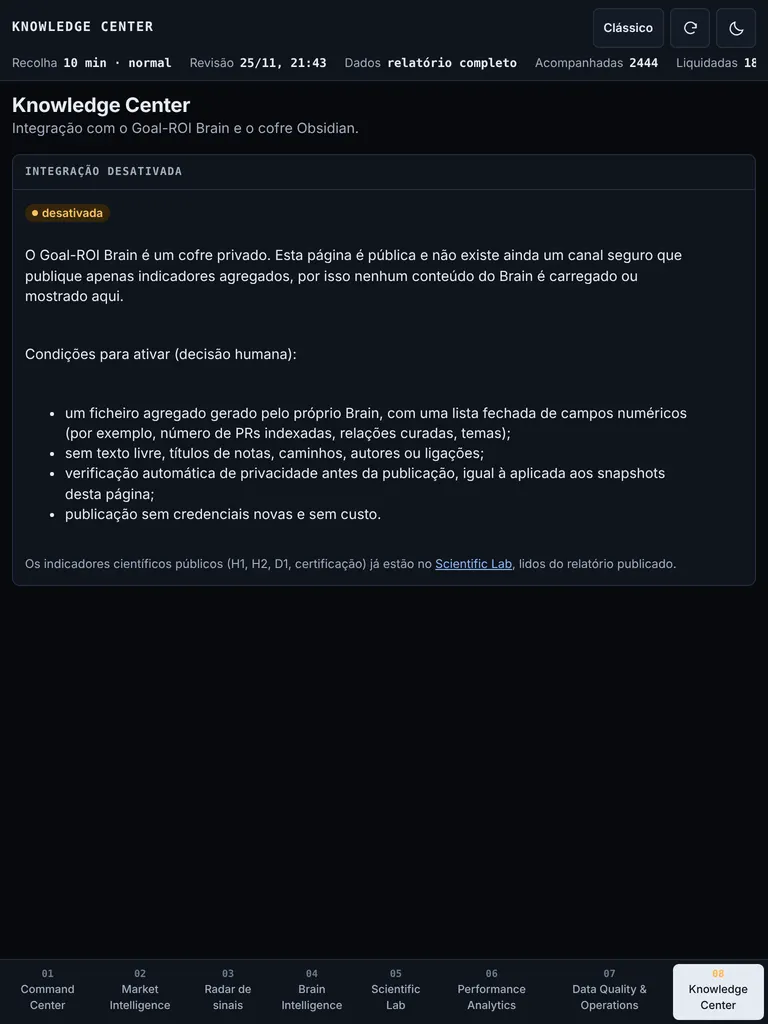 KNOWLEDGE CENTER
Clássico
Recolha 10 min · normal Revisão 25/11, 21:43 Dados relatório completo Acompanhadas 2444 Liquidadas 18
Knowledge Center
Integração com o Goal-ROI Brain e o cofre Obsidian.
INTEGRAÇÃO DESATIVADA
desativada
O Goal-ROI Brain é um cofre privado. Esta página é pública e não existe ainda um canal seguro que
publique apenas indicadores agregados, por isso nenhum conteúdo do Brain é carregado ou
mostrado aqui.
Condições para ativar (decisão humana):
• um ficheiro agregado gerado pelo próprio Brain, com uma lista fechada de campos numéricos
(por exemplo, número de PRs indexadas, relações curadas, temas);
• sem texto livre, títulos de notas, caminhos, autores ou ligações;
• verificação automática de privacidade antes da publicação, igual à aplicada aos snapshots
desta página;
• publicação sem credenciais novas e sem custo.
Os indicadores científicos públicos (H1, H2, D1, certificação) já estão no Scientific Lab, lidos do relatório publicado.
01 Command Center
02 Market Intelligence
03 Radar de sinais
04 Brain Intelligence
05 Scientific Lab
06 Performance Analytics
07 Data Quality & Operations
08 Knowledge Center